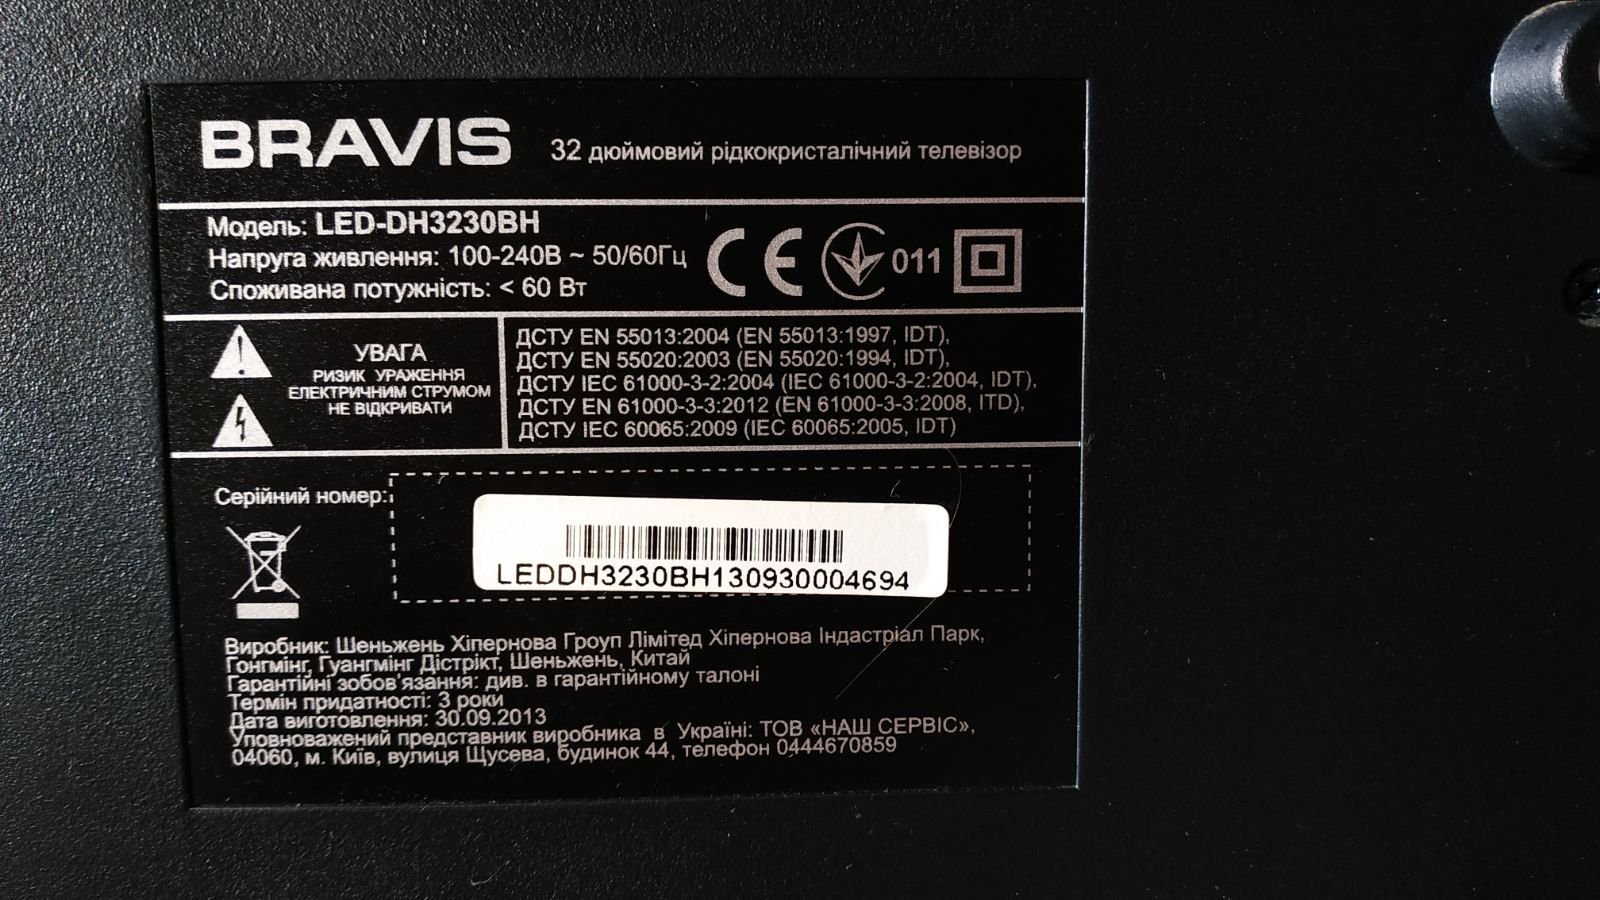 BRAVIS 32 дюймовий рідкокристалічний телевізор
Модель: LED-DH3230BH
Напруга живлення: 100-240В ~ 50/60Гц
Споживана потужність: < 60 Вт
CE 011
УВАГА
РИЗИК УРАЖЕННЯ
ЕЛЕКТРИЧНИМ СТРУМОМ
НЕ ВІДКРИВАТИ
ДСТУ EN 55013:2004 (EN 55013:1997, IDT),
ДСТУ EN 55020:2003 (EN 55020:1994, IDT),
ДСТУ IEC 61000-3-2:2004 (IEC 61000-3-2:2004, IDT),
ДСТУ EN 61000-3-3:2012 (EN 61000-3-3:2008, ITD),
ДСТУ IEC 60065:2009 (IEC 60065:2005, IDT)
Серійний номер:
LEDDH3230BH130930004694
Виробник: Шеньжень Хіпернова Гроуп Лімітед Хіпернова Індастріал Парк,
Гонгмінг, Гуангмінг Дістрікт, Шеньжень, Китай
Гарантійні зобов'язання: див. в гарантійному талоні
Термін придатності: 3 роки
Дата виготовлення: 30.09.2013
Уповноважений представник виробника в Україні: ТОВ «НАШ СЕРВІС»,
04060, м. Київ, вулиця Щусева, будинок 44, телефон 0444670859